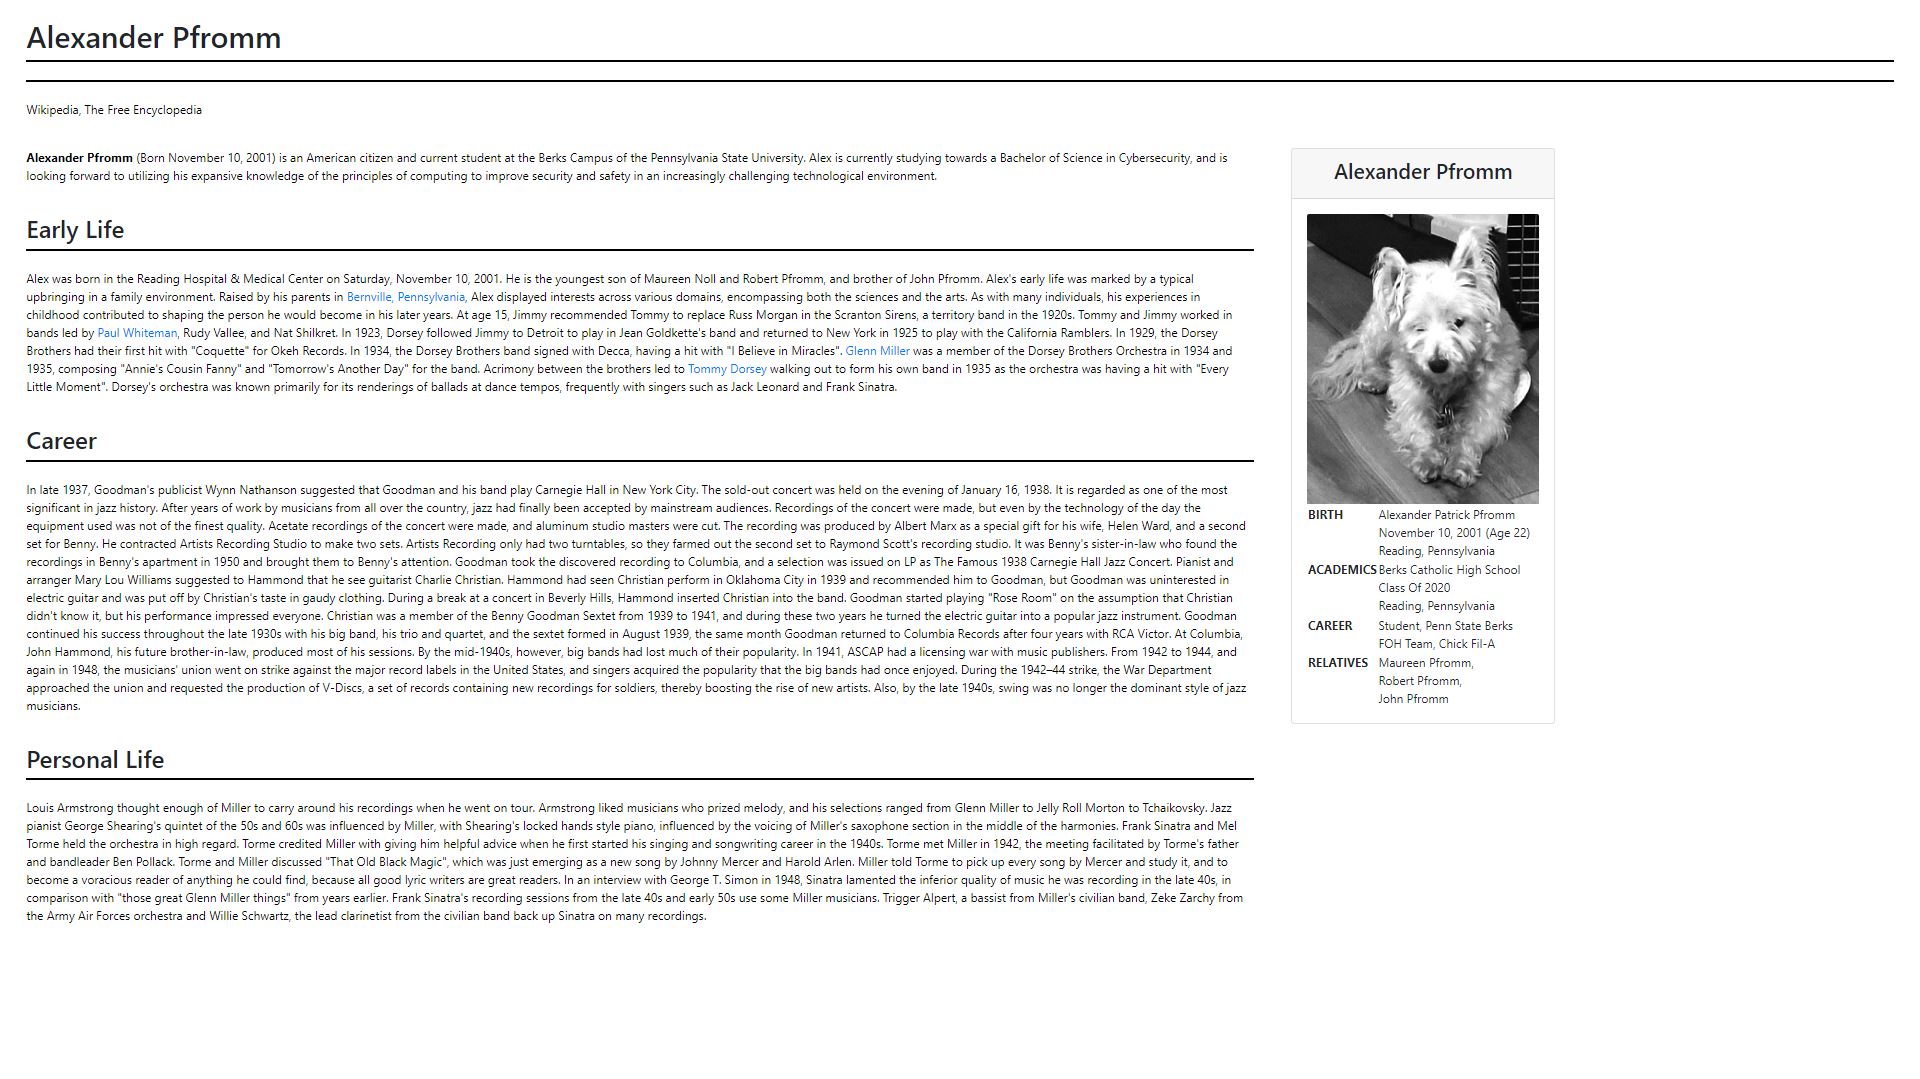 Alexander Pfromm
Wikipedia, The Free Encyclopedia
Alexander Pfromm (Born November 10, 2001) is an American citizen and current student at the Berks Campus of the Pennsylvania State University. Alex is currently studying towards a Bachelor of Science in Cybersecurity, and is
looking forward to utilizing his expansive knowledge of the principles of computing to improve security and safety in an increasingly challenging technological environment.
Early Life
Alex was born in the Reading Hospital & Medical Center on Saturday, November 10, 2001. He is the youngest son of Maureen Noll and Robert Pfromm, and brother of John Pfromm. Alex's early life was marked by a typical
upbringing in a family environment. Raised by his parents in Bernville, Pennsylvania, Alex displayed interests across various domains, encompassing both the sciences and the arts. As with many individuals, his experiences in
childhood contributed to shaping the person he would become in his later years. At age 15, Jimmy recommended Tommy to replace Russ Morgan in the Scranton Sirens, a territory band in the 1920s. Tommy and Jimmy worked in
bands led by Paul Whiteman, Rudy Vallee, and Nat Shilkret. In 1923, Dorsey followed Jimmy to Detroit to play in Jean Goldkette's band and returned to New York in 1925 to play with the California Ramblers. In 1929, the Dorsey
Brothers had their first hit with "Coquette" for Okeh Records. In 1934, the Dorsey Brothers band signed with Decca, having a hit with "I Believe in Miracles". Glenn Miller was a member of the Dorsey Brothers Orchestra in 1934 and
1935, composing "Annie's Cousin Fanny" and "Tomorrow's Another Day" for the band. Acrimony between the brothers led to Tommy Dorsey walking out to form his own band in 1935 as the orchestra was having a hit with "Every
Little Moment". Dorsey's orchestra was known primarily for its renderings of ballads at dance tempos, frequently with singers such as Jack Leonard and Frank Sinatra.
Career
In late 1937, Goodman's publicist Wynn Nathanson suggested that Goodman and his band play Carnegie Hall in New York City. The sold-out concert was held on the evening of January 16, 1938. It is regarded as one of the most
significant in jazz history. After years of work by musicians from all over the country, jazz had finally been accepted by mainstream audiences. Recordings of the concert were made, but even by the technology of the day the
equipment used was not of the finest quality. Acetate recordings of the concert were made, and aluminum studio masters were cut. The recording was produced by Albert Marx as a special gift for his wife, Helen Ward, and a second
set for Benny. He contracted Artists Recording Studio to make two sets. Artists Recording only had two turntables, so they farmed out the second set to Raymond Scott's recording studio. It was Benny's sister-in-law who found the
recordings in Benny's apartment in 1950 and brought them to Benny's attention. Goodman took the discovered recording to Columbia, and a selection was issued on LP as The Famous 1938 Carnegie Hall Jazz Concert. Pianist and
arranger Mary Lou Williams suggested to Hammond that he see guitarist Charlie Christian. Hammond had seen Christian perform in Oklahoma City in 1939 and recommended him to Goodman, but Goodman was uninterested in
electric guitar and was put off by Christian's taste in gaudy clothing. During a break at a concert in Beverly Hills, Hammond inserted Christian into the band. Goodman started playing "Rose Room" on the assumption that Christian
didn't know it, but his performance impressed everyone. Christian was a member of the Benny Goodman Sextet from 1939 to 1941, and during these two years he turned the electric guitar into a popular jazz instrument. Goodman
continued his success throughout the late 1930s with his big band, his trio and quartet, and the sextet formed in August 1939, the same month Goodman returned to Columbia Records after four years with RCA Victor. At Columbia,
John Hammond, his future brother-in-law, produced most of his sessions. By the mid-1940s, however, big bands had lost much of their popularity. In 1941, ASCAP had a licensing war with music publishers. From 1942 to 1944, and
again in 1948, the musicians' union went on strike against the major record labels in the United States, and singers acquired the popularity that the big bands had once enjoyed. During the 1942–44 strike, the War Department
approached the union and requested the production of V-Discs, a set of records containing new recordings for soldiers, thereby boosting the rise of new artists. Also, by the late 1940s, swing was no longer the dominant style of jazz
musicians.
Personal Life
Louis Armstrong thought enough of Miller to carry around his recordings when he went on tour. Armstrong liked musicians who prized melody, and his selections ranged from Glenn Miller to Jelly Roll Morton to Tchaikovsky. Jazz
pianist George Shearing's quintet of the 50s and 60s was influenced by Miller, with Shearing's locked hands style piano, influenced by the voicing of Miller's saxophone section in the middle of the harmonies. Frank Sinatra and Mel
Torme held the orchestra in high regard. Torme credited Miller with giving him helpful advice when he first started his singing and songwriting career in the 1940s. Torme met Miller in 1942, the meeting facilitated by Torme's father
and bandleader Ben Pollack. Torme and Miller discussed "That Old Black Magic", which was just emerging as a new song by Johnny Mercer and Harold Arlen. Miller told Torme to pick up every song by Mercer and study it, and to
become a voracious reader of anything he could find, because all good lyric writers are great readers. In an interview with George T. Simon in 1948, Sinatra lamented the inferior quality of music he was recording in the late 40s, in
comparison with "those great Glenn Miller things" from years earlier. Frank Sinatra's recording sessions from the late 40s and early 50s use some Miller musicians. Trigger Alpert, a bassist from Miller's civilian band, Zeke Zarchy from
the Army Air Forces orchestra and Willie Schwartz, the lead clarinetist from the civilian band back up Sinatra on many recordings.
Alexander Pfromm
BIRTH Alexander Patrick Pfromm
November 10, 2001 (Age 22)
Reading, Pennsylvania
ACADEMICS Berks Catholic High School
Class Of 2020
Reading, Pennsylvania
CAREER Student, Penn State Berks
FOH Team, Chick Fil-A
RELATIVES Maureen Pfromm,
Robert Pfromm,
John Pfromm